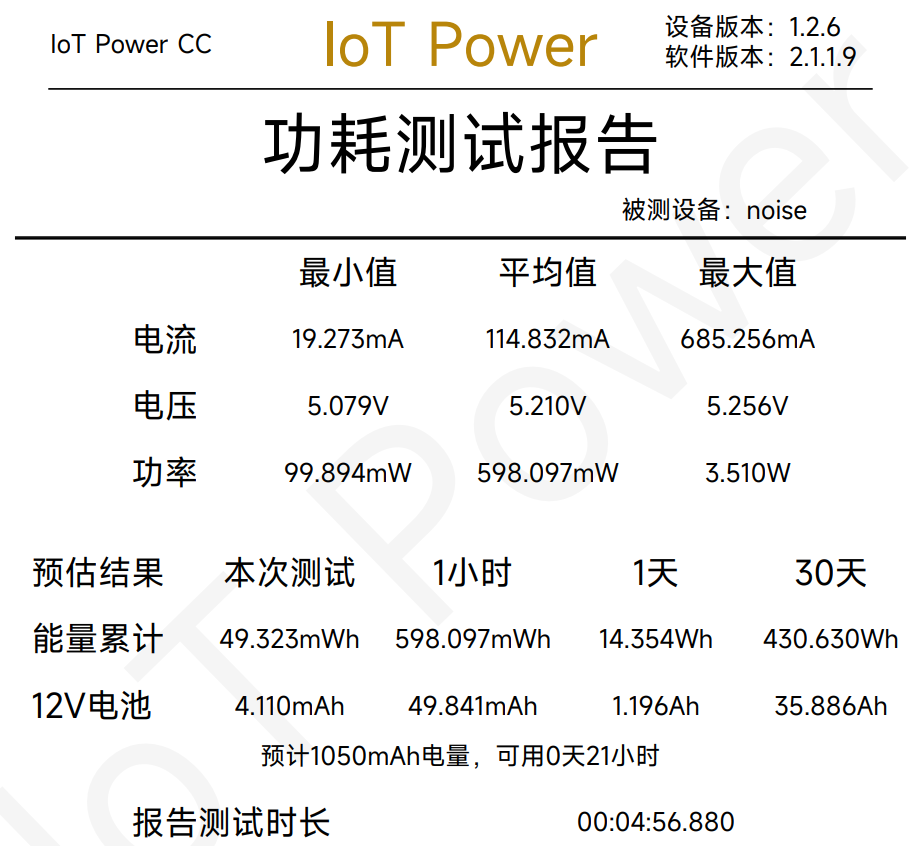 IoT Power CC
IoT Power
设备版本：1.2.6
软件版本：2.1.1.9
功耗测试报告
被测设备：noise
最小值 平均值 最大值
电流 19.273mA 114.832mA 685.256mA
电压 5.079V 5.210V 5.256V
功率 99.894mW 598.097mW 3.510W
预估结果 本次测试 1小时 1天 30天
能量累计 49.323mWh 598.097mWh 14.354Wh 430.630Wh
12V电池 4.110mAh 49.841mAh 1.196Ah 35.886Ah
预计1050mAh电量，可用0天21小时
报告测试时长 00:04:56.880
IoT Power